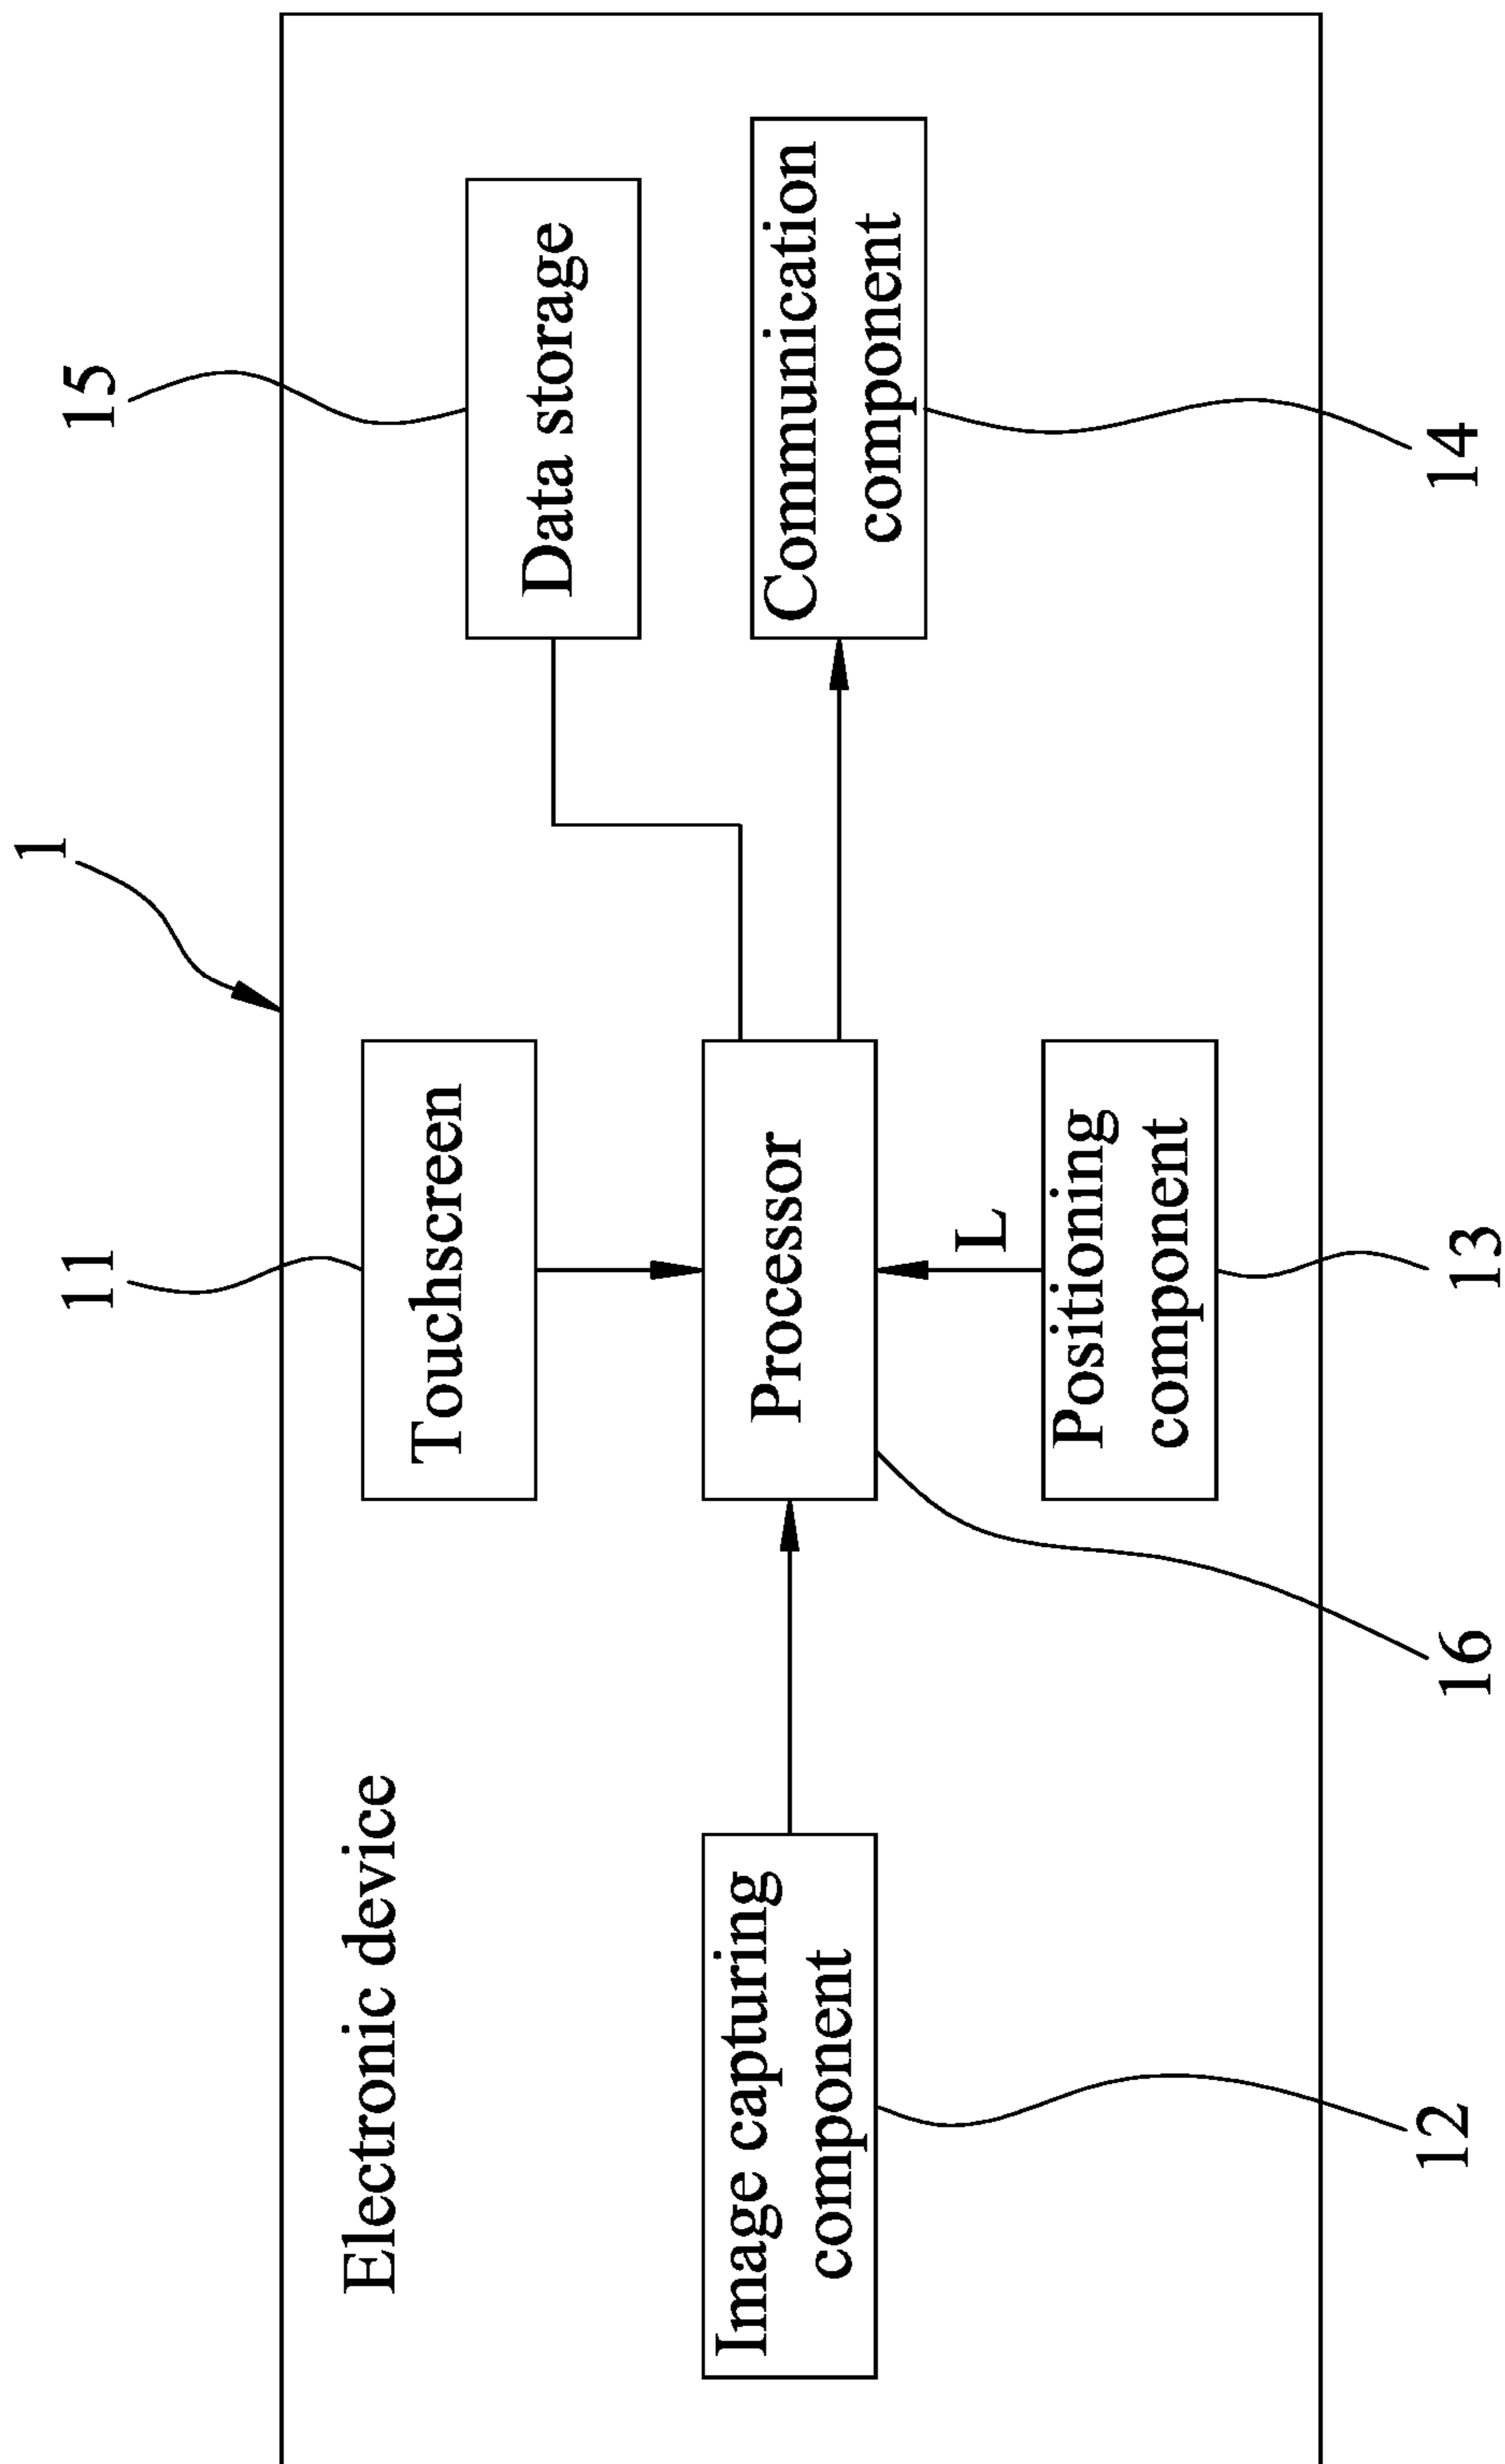 1
11
15
Electronic device
Touchscreen
Data storage
Image capturing
component
Processor
Communication
component
L
Positioning
component
12
16
13
14